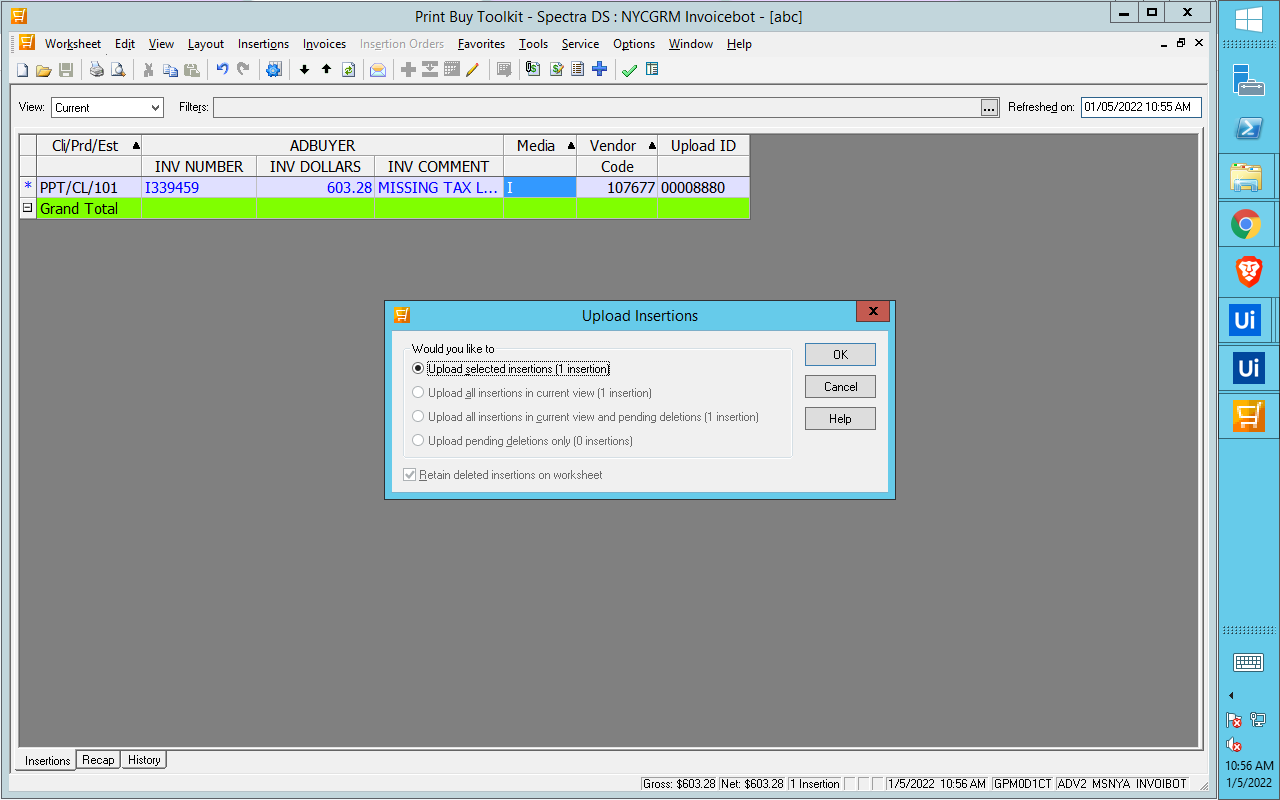 Print Buy Toolkit - Spectra DS : NYCGRM Invoicebot - [abc]
Worksheet Edit View Layout Insertions Invoices Insertion Orders Favorites Tools Service Options Window Help
View: Current Filters: ... Refreshed on: 01/05/2022 10:55 AM
Cli/Prd/Est ADBUYER Media Vendor Upload ID
INV NUMBER INV DOLLARS INV COMMENT Code
* PPT/CL/101 I339459 603.28 MISSING TAX L... I 107677 00008880
Grand Total
Upload Insertions
Would you like to
Upload selected insertions (1 insertion)
Upload all insertions in current view (1 insertion)
Upload all insertions in current view and pending deletions (1 insertion)
Upload pending deletions only (0 insertions)
Retain deleted insertions on worksheet
OK
Cancel
Help
Ui
Ui
Insertions Recap History
Gross: $603.28 Net: $603.28 1 Insertion 1/5/2022 10:56 AM GPM0D1CT ADV2 MSNYA INVOIBOT
10:56 AM
1/5/2022